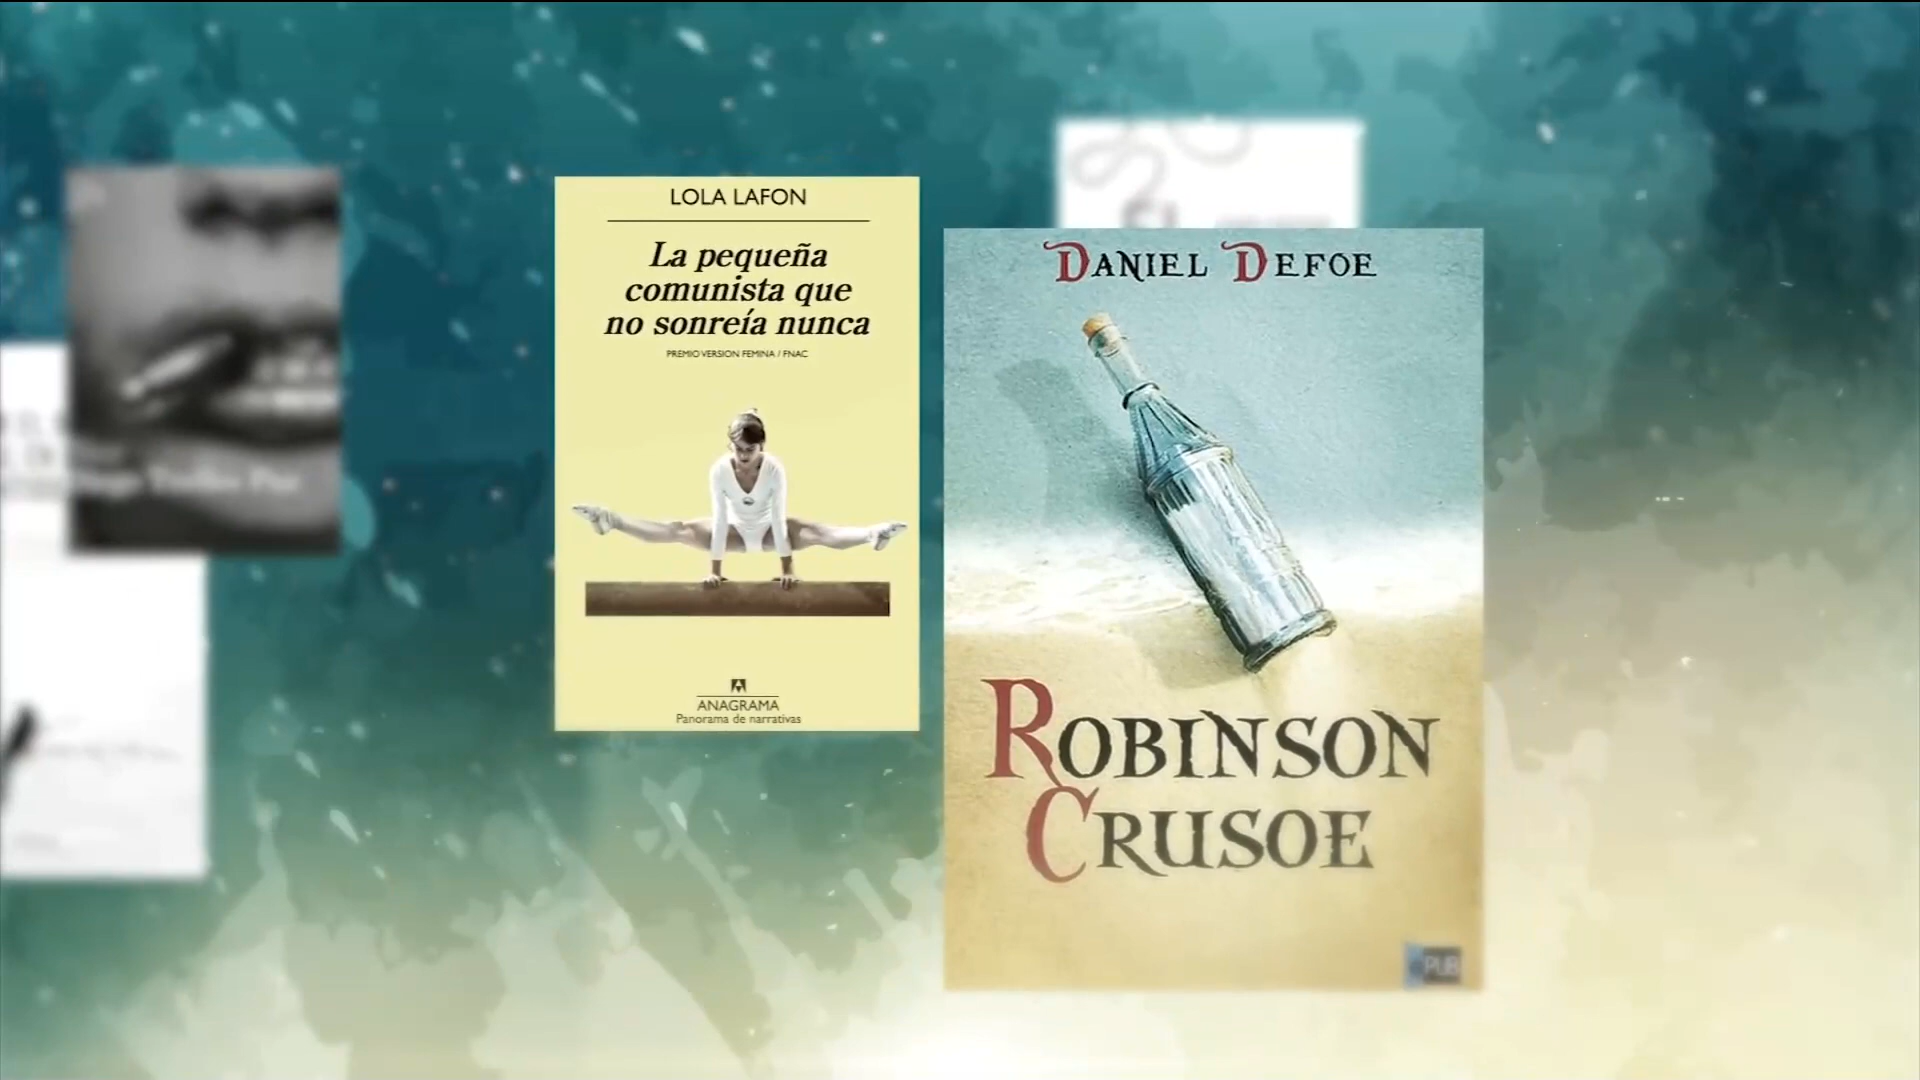 LOLA LAFON
La pequeña
comunista que
no sonreía nunca
PREMIO VERSION FEMINA / FNAC
ANAGRAMA
Panorama de narrativas
DANIEL DEFOE
ROBINSON
CRUSOE
PUB